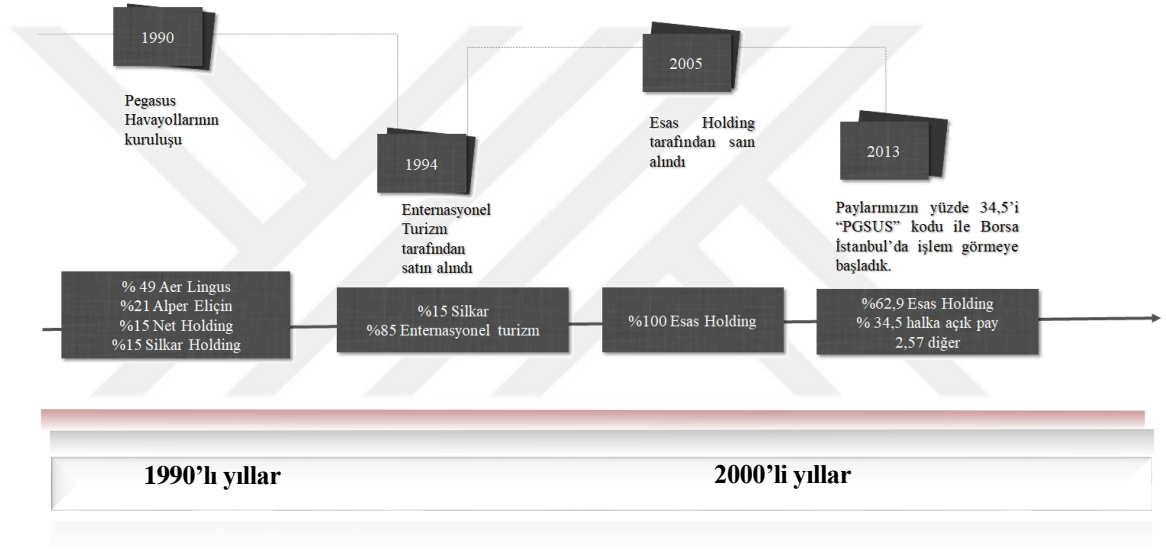 1990
Pegasus
Havayollarının
kuruluşu
1994
Enternasyonel
Turizm
tarafından
satın alındı
2005
Esas Holding
tarafından saın
alındı
2013
Paylarımızın yüzde 34,5’i
“PGSUS” kodu ile Borsa
İstanbul’da işlem görmeye
başladık.
% 49 Aer Lingus
%21 Alper Eliçin
%15 Net Holding
%15 Silkar Holding
%15 Silkar
%85 Enternasyonel turizm
%100 Esas Holding
%62,9 Esas Holding
% 34,5 halka açık pay
2,57 diğer
1990’lı yıllar
2000’li yıllar